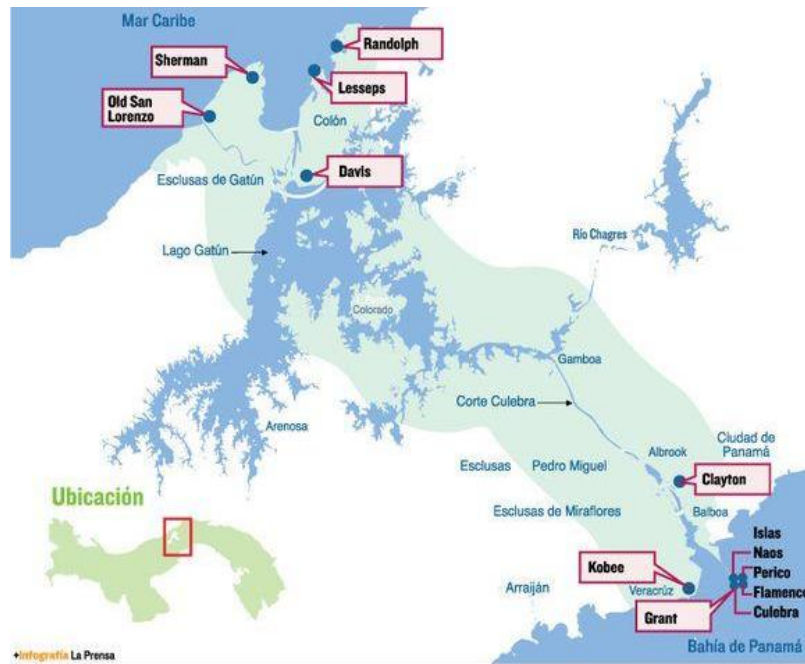 Mar Caribe
Randolph
Sherman
Lesseps
Old San
Lorenzo
Colón
Davis
Esclusas de Gatún
Río Chagres
Lago Gatún
Colorado
Gamboa
Corte Culebra
Arenosa
Ciudad de
Panamá
Albrook
Esclusas
Pedro Miguel
Clayton
Ubicación
Esclusas de Miraflores
Balboa
Islas
Naos
Kobee
Perico
Arraiján
Veracrúz
Flamenco
Grant
Culebra
Bahía de Panamá
+Infografía La Prensa